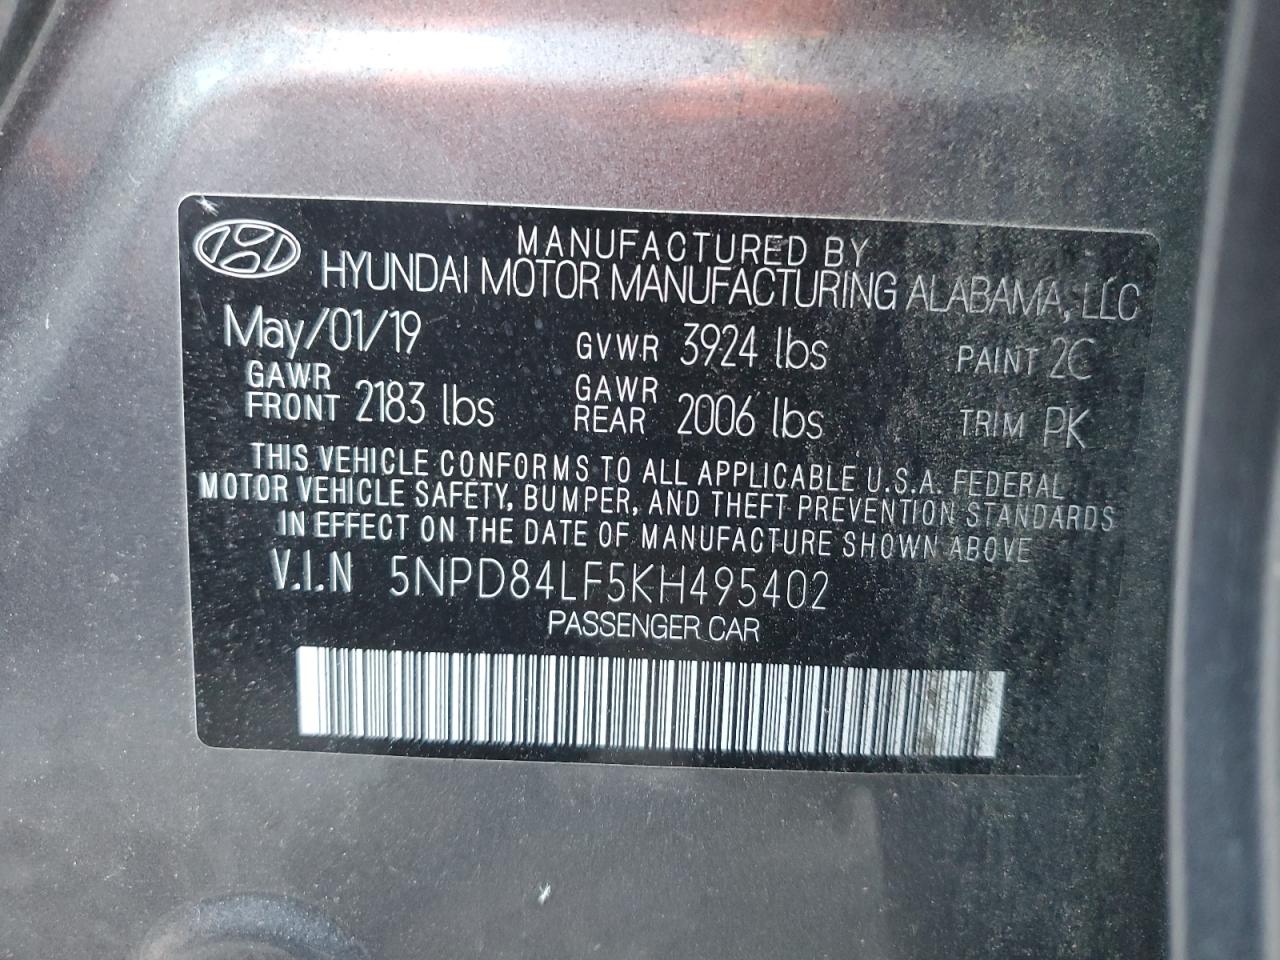 MANUFACTURED BY
HYUNDAI MOTOR MANUFACTURING ALABAMA, LLC
May/01/19 GVWR 3924 lbs PAINT 2C
GAWR FRONT 2183 lbs GAWR REAR 2006 lbs TRIM PK
THIS VEHICLE CONFORMS TO ALL APPLICABLE U.S.A. FEDERAL
MOTOR VEHICLE SAFETY, BUMPER, AND THEFT PREVENTION STANDARDS
IN EFFECT ON THE DATE OF MANUFACTURE SHOWN ABOVE
V.I.N 5NPD84LF5KH495402
PASSENGER CAR